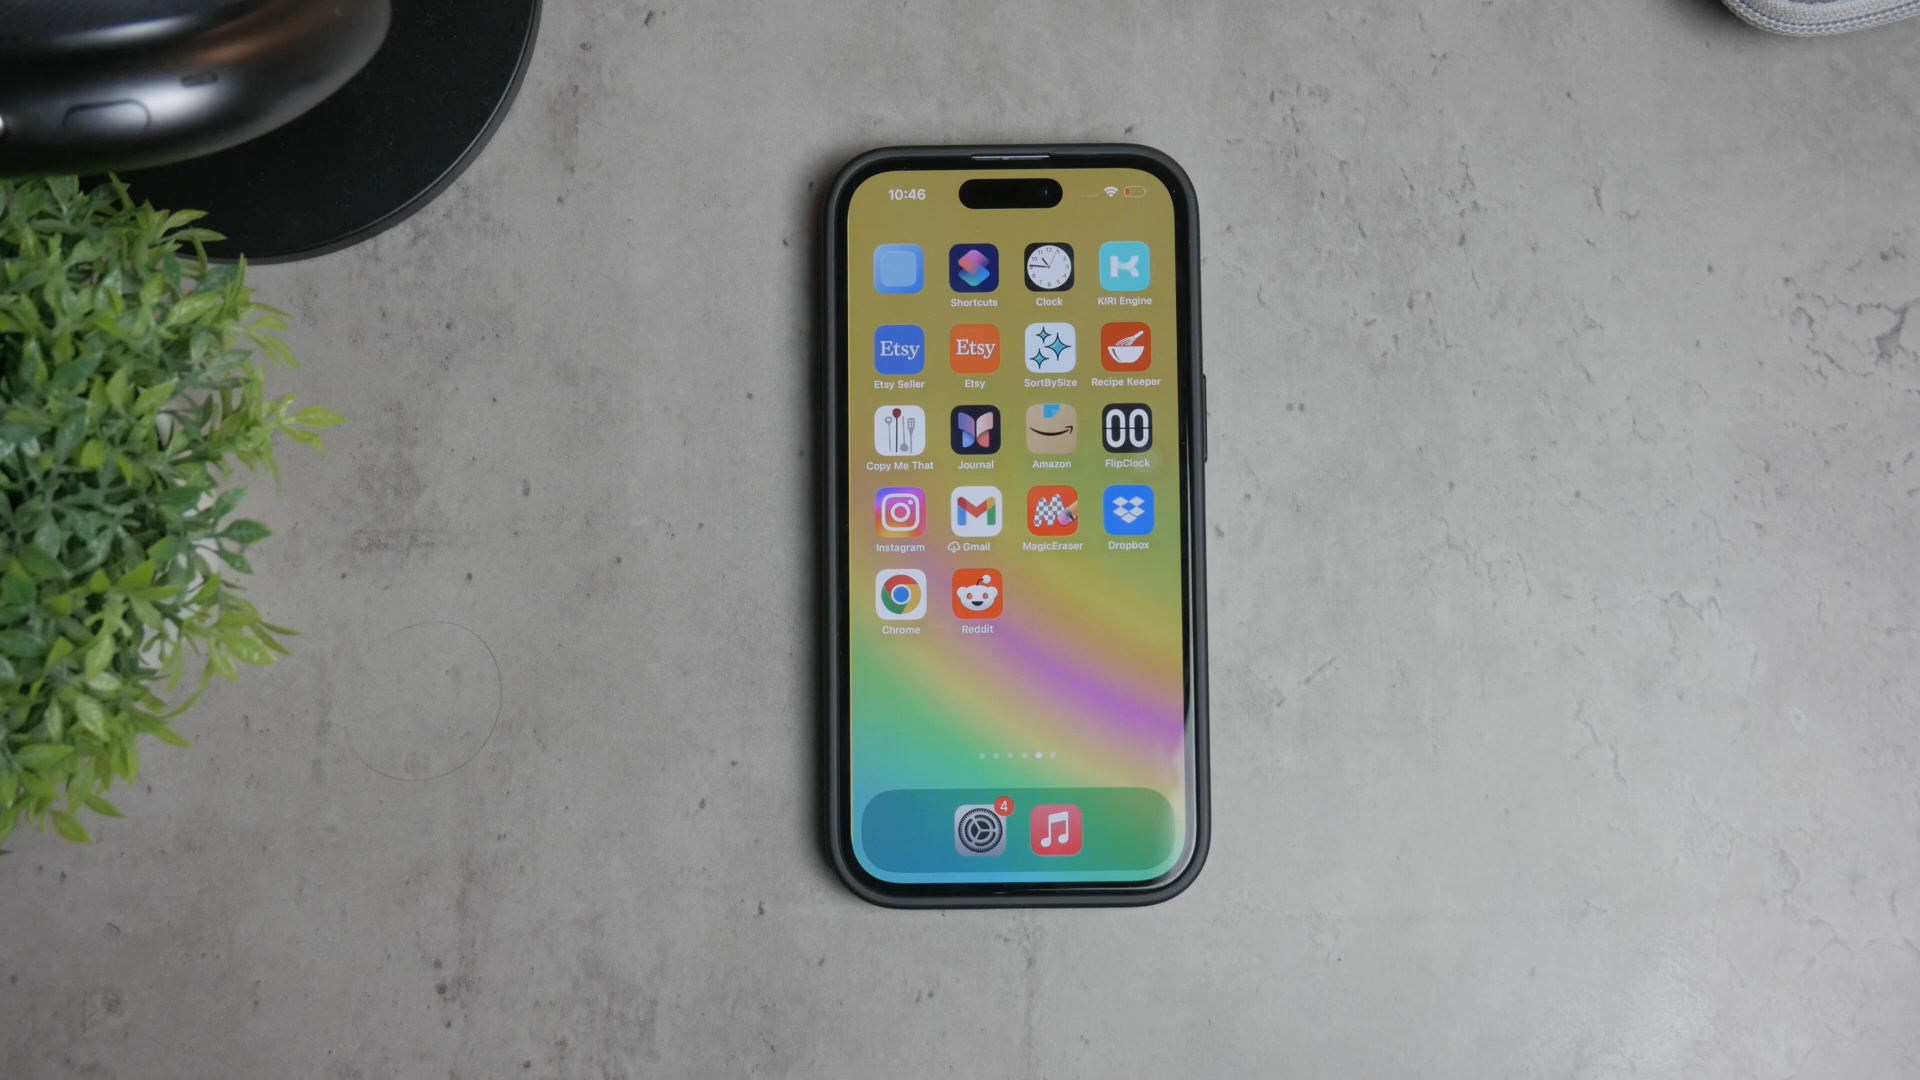 10:46
Shortcuts Clock KIRI Engine
Etsy Etsy
Etsy Seller Etsy SortBySize Recipe Keeper
00
Copy Me That Journal Amazon FlipClock
Instagram Gmail MagicEraser Dropbox
Chrome Reddit
4